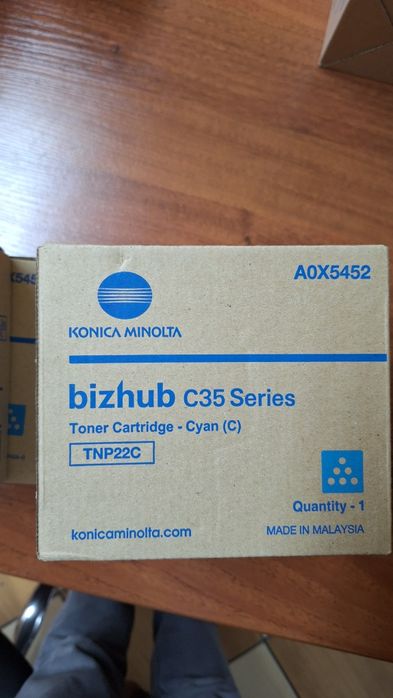 A0X5452
KONICA MINOLTA
bizhub C35 Series
Toner Cartridge - Cyan (C)
TNP22C
Quantity - 1
konicaminolta.com
MADE IN MALAYSIA